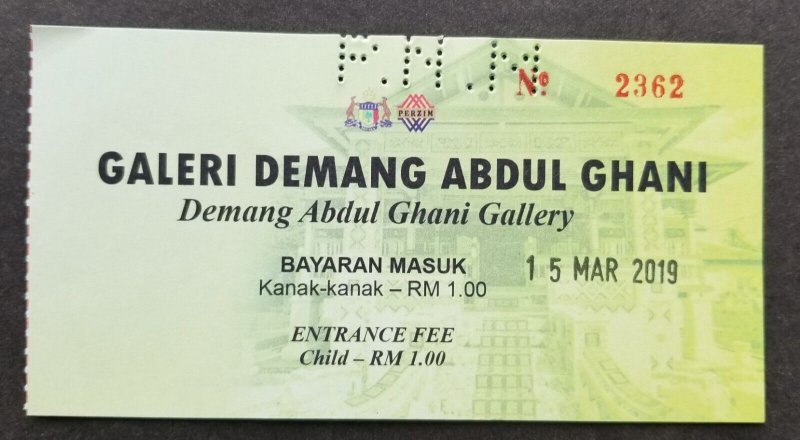 P.M.M
Nº 2362
PERZIM
GALERI DEMANG ABDUL GHANI
Demang Abdul Ghani Gallery
BAYARAN MASUK
15 MAR 2019
Kanak-kanak – RM 1.00
ENTRANCE FEE
Child – RM 1.00